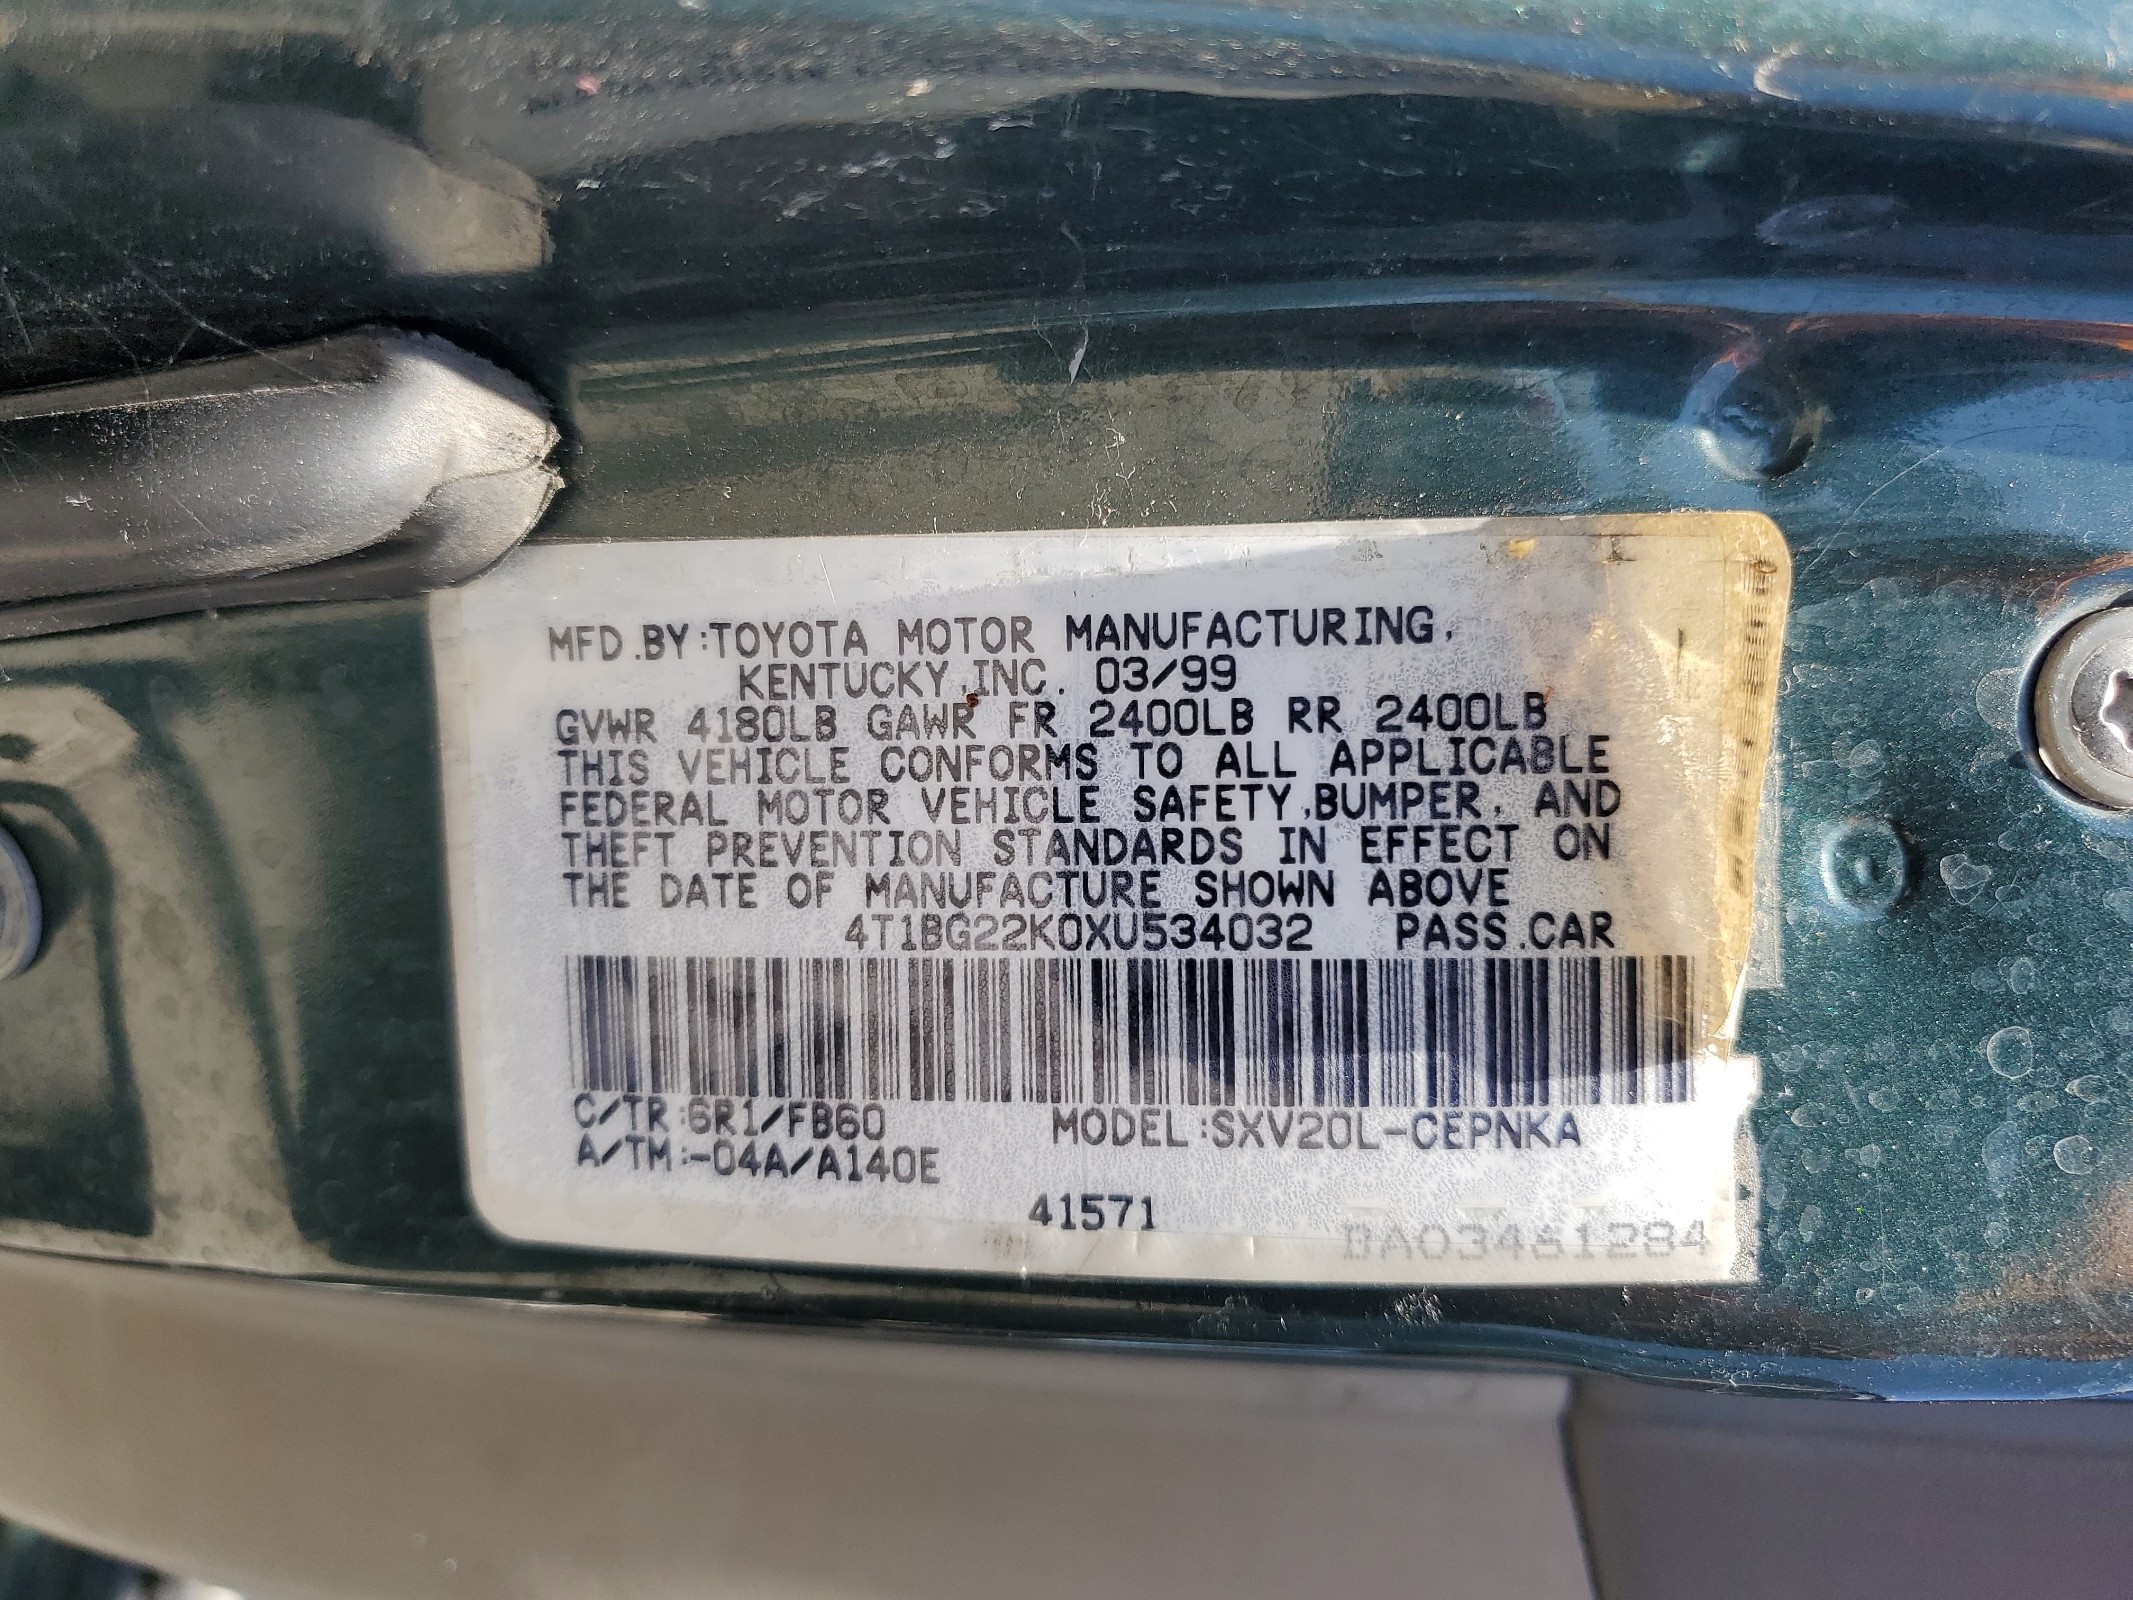 MFD.BY:TOYOTA MOTOR MANUFACTURING,
KENTUCKY,INC. 03/99
GVWR 4180LB GAWR FR 2400LB RR 2400LB
THIS VEHICLE CONFORMS TO ALL APPLICABLE
FEDERAL MOTOR VEHICLE SAFETY,BUMPER, AND
THEFT PREVENTION STANDARDS IN EFFECT ON
THE DATE OF MANUFACTURE SHOWN ABOVE
4T1BG22K0XU534032 PASS.CAR
C/TR:6R1/FB60 MODEL:SXV20L-CEPNKA
A/TM:-04A/A140E
41571
BA03461284